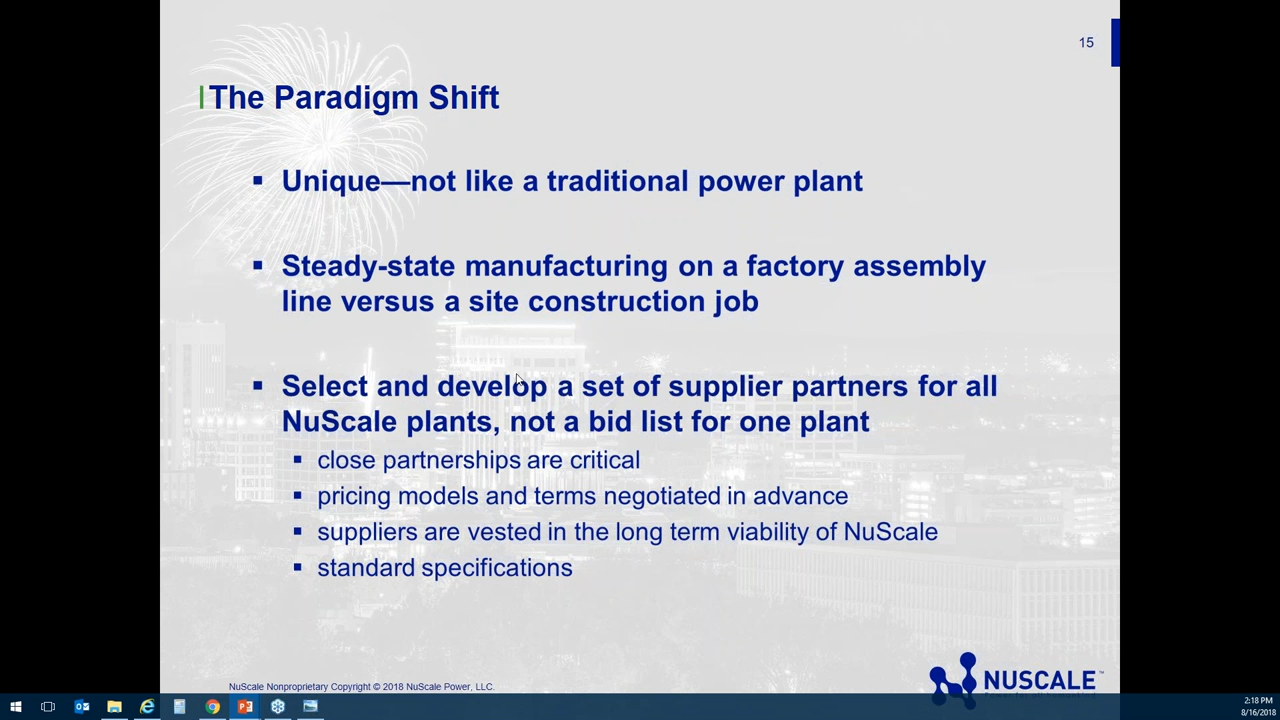 15
The Paradigm Shift
Unique—not like a traditional power plant
Steady-state manufacturing on a factory assembly
line versus a site construction job
Select and develop a set of supplier partners for all
NuScale plants, not a bid list for one plant
close partnerships are critical
pricing models and terms negotiated in advance
suppliers are vested in the long term viability of NuScale
standard specifications
NuScale Nonproprietary Copyright © 2018 NuScale Power, LLC.
NUSCALE™
2:18 PM
8/16/2018